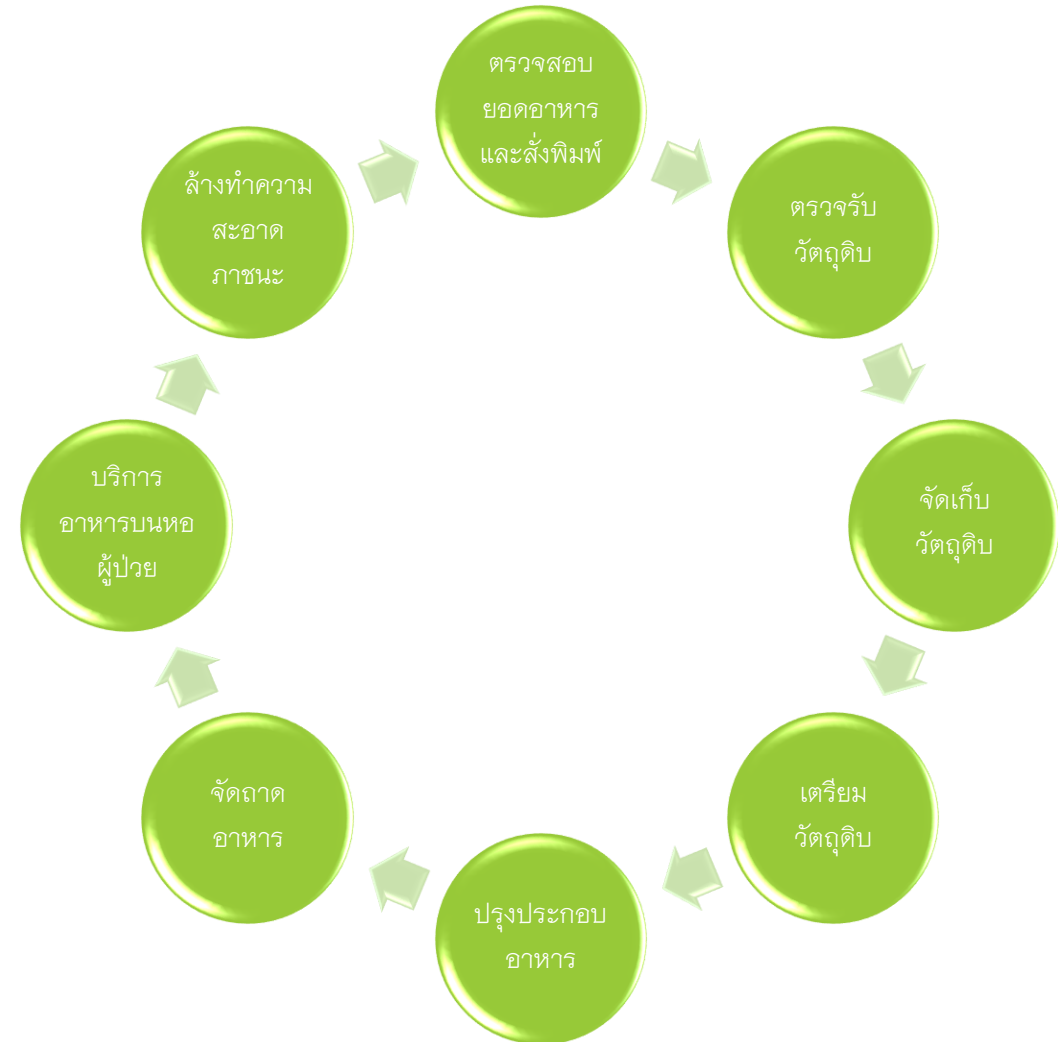 ตรวจสอบ
ยอดอาหาร
และสั่งพิมพ์
ตรวจรับ
วัตถุดิบ
จัดเก็บ
วัตถุดิบ
เตรียม
วัตถุดิบ
ปรุงประกอบ
อาหาร
จัดถาด
อาหาร
บริการ
อาหารบนหอ
ผู้ป่วย
ล้างทำความ
สะอาด
ภาชนะ